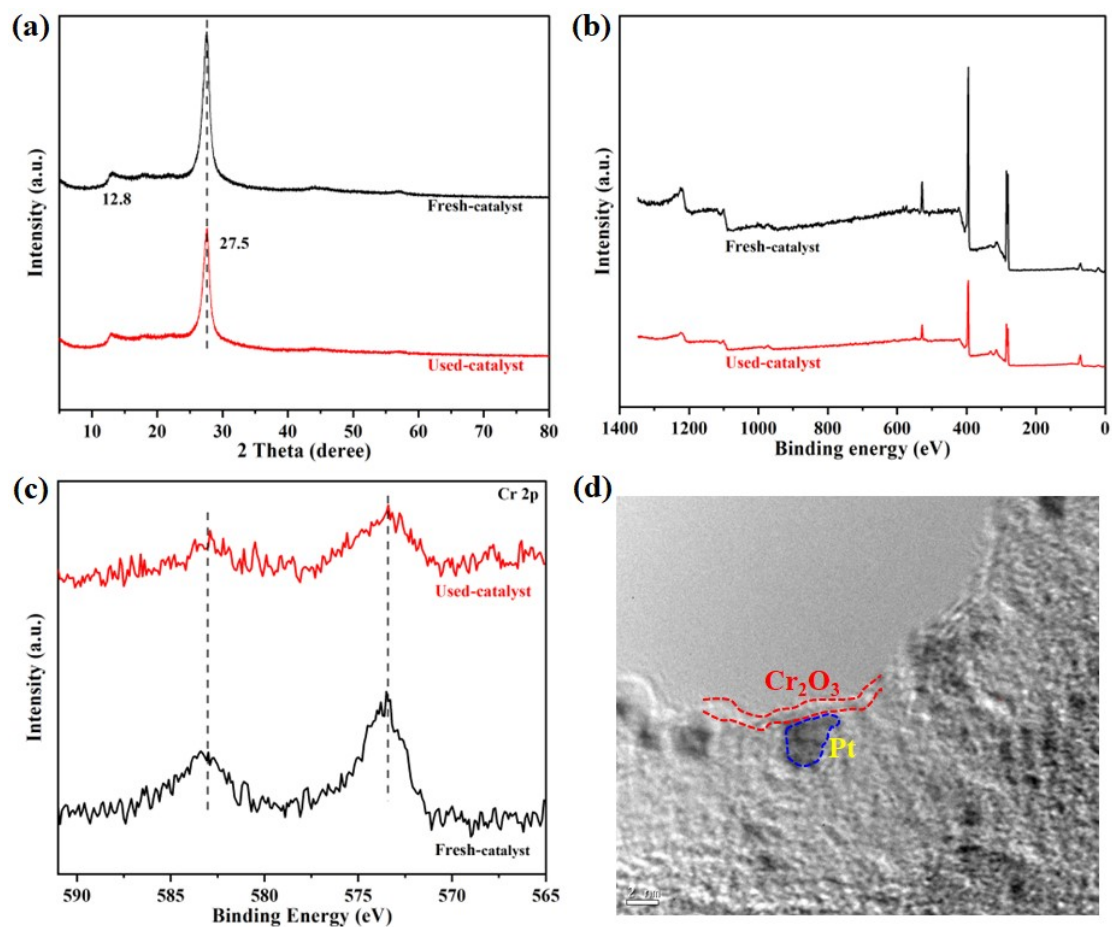 (a)
Intensity (a.u.)
12.8
27.5
Fresh-catalyst
Used-catalyst
10 20 30 40 50 60 70 80
2 Theta (deree)
(b)
Intensity (a.u.)
Fresh-catalyst
Used-catalyst
1400 1200 1000 800 600 400 200 0
Binding energy (eV)
(c)
Cr 2p
Intensity (a.u.)
Used-catalyst
Fresh-catalyst
590 585 580 575 570 565
Binding Energy (eV)
(d)
Cr₂O₃
Pt
2 nm